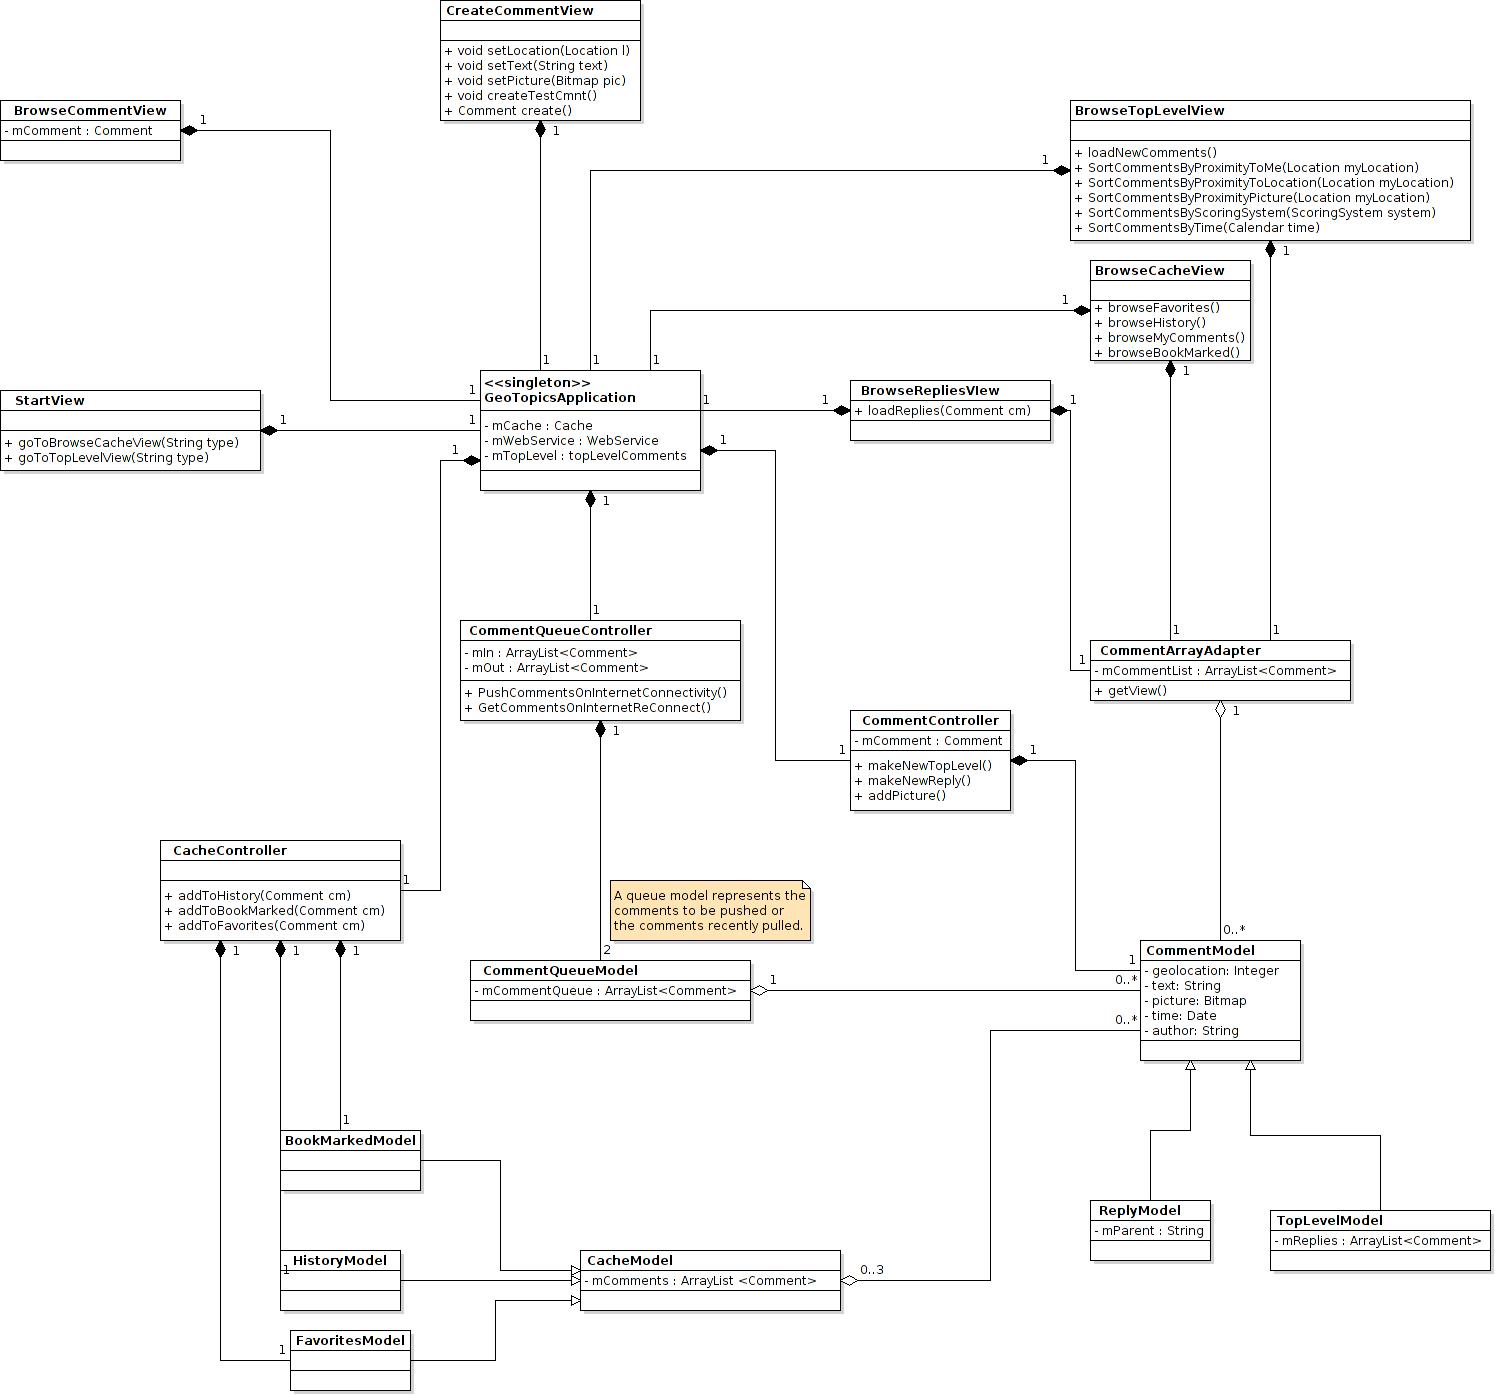 CreateCommentView
+ void setLocation(Location l)
+ void setText(String text)
+ void setPicture(Bitmap pic)
+ void createTestCmnt()
+ Comment create()
1
1
BrowseCommentView
- mComment : Comment
1
1
BrowseTopLevelView
+ loadNewComments()
+ SortCommentsByProximityToMe(Location myLocation)
+ SortCommentsByProximityToLocation(Location myLocation)
+ SortCommentsByProximityPicture(Location myLocation)
+ SortCommentsByScoringSystem(ScoringSystem system)
+ SortCommentsByTime(Calendar time)
1
1
1
1
BrowseCacheView
+ browseFavorites()
+ browseHistory()
+ browseMyComments()
+ browseBookMarked()
1
1
1
1
StartView
+ goToBrowseCacheView(String type)
+ goToTopLevelView(String type)
1
1
<<singleton>>
GeoTopicsApplication
- mCache : Cache
- mWebService : WebService
- mTopLevel : topLevelComments
1
1
1
1
1
1
BrowseRepliesVIew
+ loadReplies(Comment cm)
1
1
1
1
CommentQueueController
- mIn : ArrayList<Comment>
- mOut : ArrayList<Comment>
+ PushCommentsOnInternetConnectivity()
+ GetCommentsOnInternetReConnect()
1
2
CommentArrayAdapter
- mCommentList : ArrayList<Comment>
+ getView()
1
0..*
CommentController
- mComment : Comment
+ makeNewTopLevel()
+ makeNewReply()
+ addPicture()
1
1
CacheController
+ addToHistory(Comment cm)
+ addToBookMarked(Comment cm)
+ addToFavorites(Comment cm)
1
1
1
A queue model represents the
comments to be pushed or
the comments recently pulled.
CommentQueueModel
- mCommentQueue : ArrayList<Comment>
1
0..*
CommentModel
- geolocation: Integer
- text: String
- picture: Bitmap
- time: Date
- author: String
0..*
1
BookMarkedModel
1
HistoryModel
1
FavoritesModel
CacheModel
- mComments : ArrayList <Comment>
0..3
ReplyModel
- mParent : String
TopLevelModel
- mReplies : ArrayList<Comment>